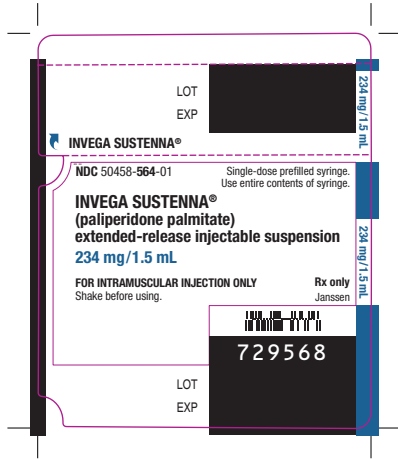 LOT
EXP
234 mg/1.5 mL
INVEGA SUSTENNA®
NDC 50458-564-01
Single-dose prefilled syringe.
Use entire contents of syringe.
INVEGA SUSTENNA®
(paliperidone palmitate)
extended-release injectable suspension
234 mg/1.5 mL
234 mg/1.5 mL
FOR INTRAMUSCULAR INJECTION ONLY
Shake before using.
Rx only
Janssen
729568
LOT
EXP